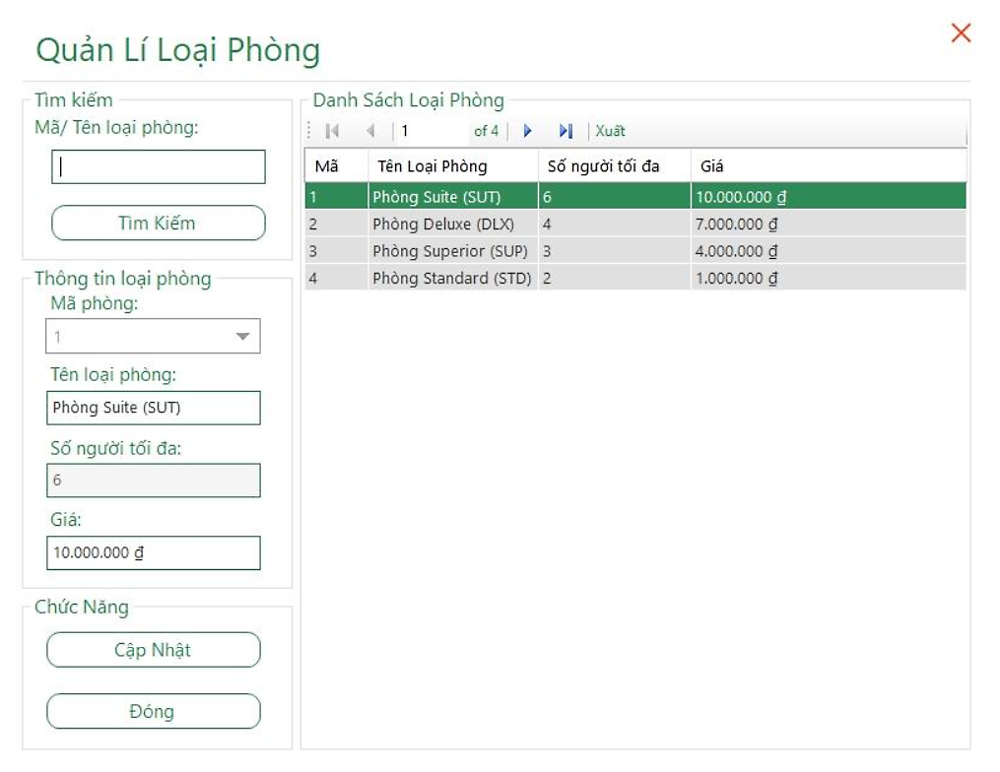 Quản Lí Loại Phòng
Tìm kiếm
Mã/ Tên loại phòng:
Tìm Kiếm
Thông tin loại phòng
Mã phòng:
1
Tên loại phòng:
Phòng Suite (SUT)
Số người tối đa:
6
Giá:
10.000.000 ₫
Chức Năng
Cập Nhật
Đóng
Danh Sách Loại Phòng
1 of 4 Xuất
Mã Tên Loại Phòng Số người tối đa Giá
1 Phòng Suite (SUT) 6 10.000.000 ₫
2 Phòng Deluxe (DLX) 4 7.000.000 ₫
3 Phòng Superior (SUP) 3 4.000.000 ₫
4 Phòng Standard (STD) 2 1.000.000 ₫